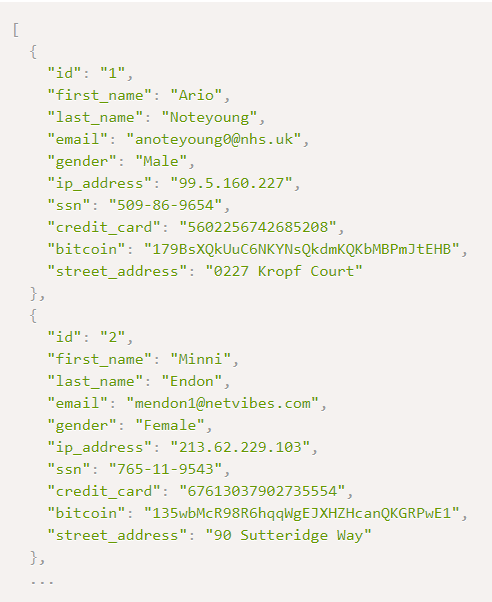 [
{
"id": "1",
"first_name": "Ario",
"last_name": "Noteyoung",
"email": "anoteyoung0@nhs.uk",
"gender": "Male",
"ip_address": "99.5.160.227",
"ssn": "509-86-9654",
"credit_card": "5602256742685208",
"bitcoin": "179BsXQkUuC6NKYNsQkdmKQKbMBPmJtEHB",
"street_address": "0227 Kropf Court"
},
{
"id": "2",
"first_name": "Minni",
"last_name": "Endon",
"email": "mendon1@netvibes.com",
"gender": "Female",
"ip_address": "213.62.229.103",
"ssn": "765-11-9543",
"credit_card": "67613037902735554",
"bitcoin": "135wbMcR98R6hqqWgEJXHZHcanQKGRPwE1",
"street_address": "90 Sutteridge Way"
},
...